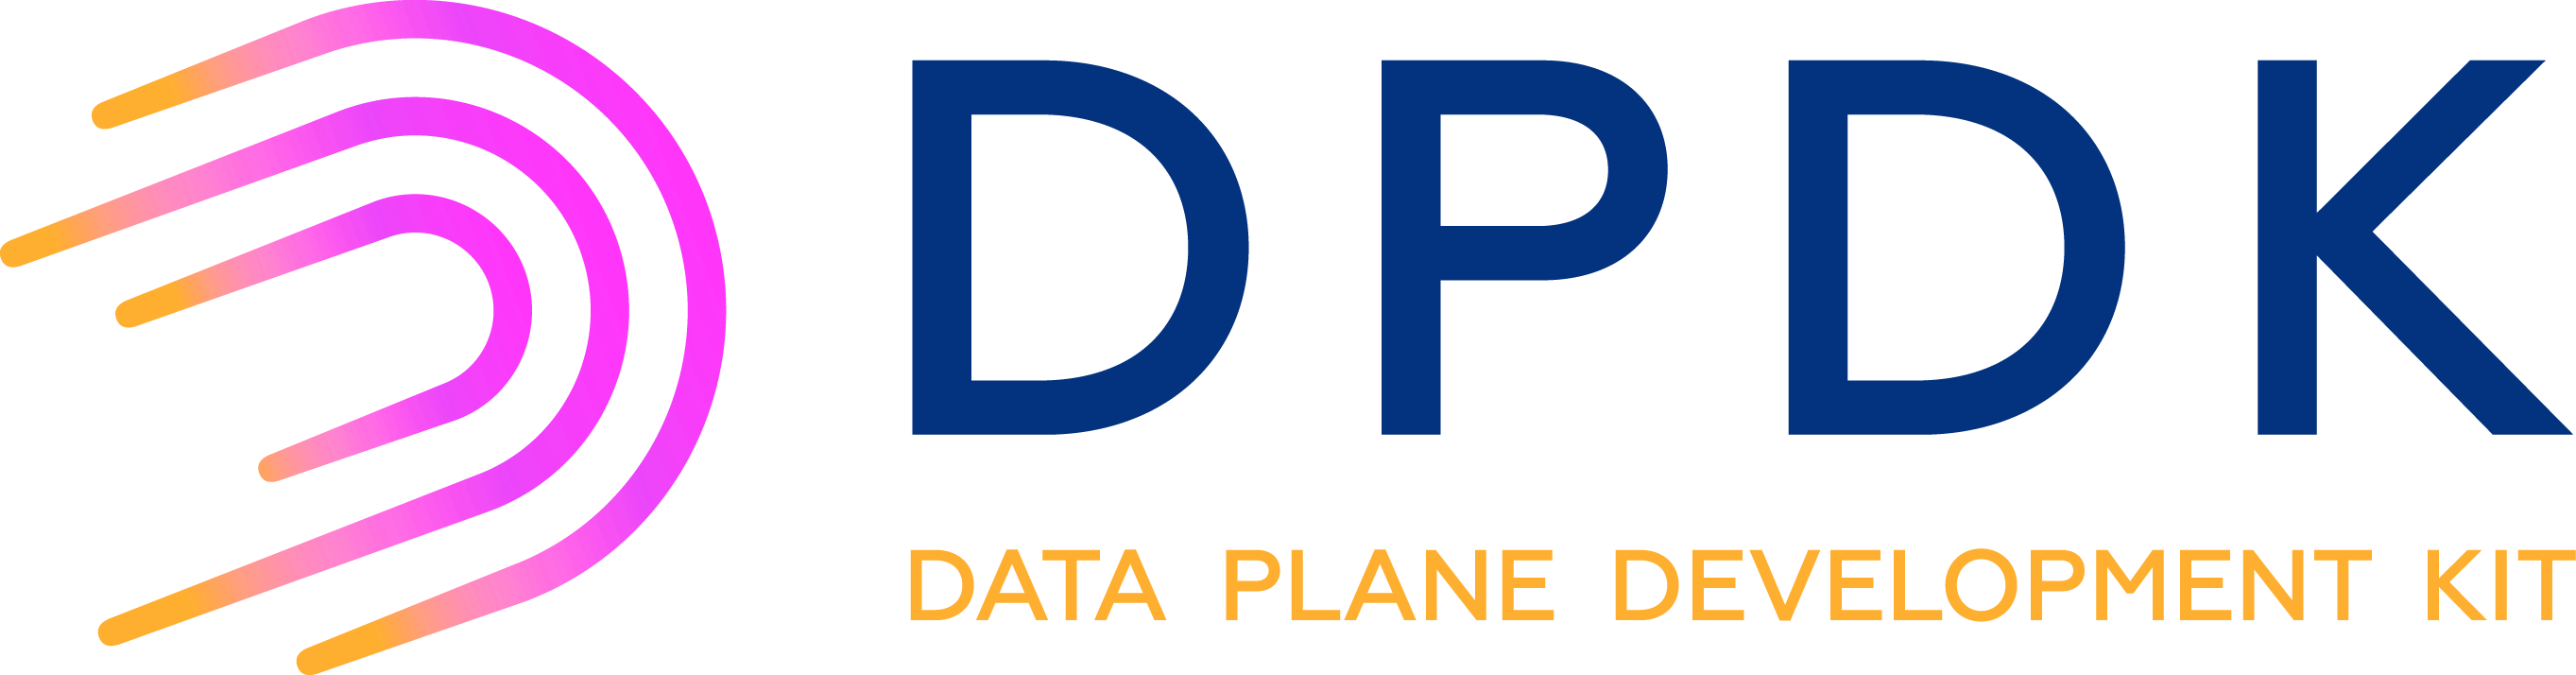 DPDK
DATA PLANE DEVELOPMENT KIT